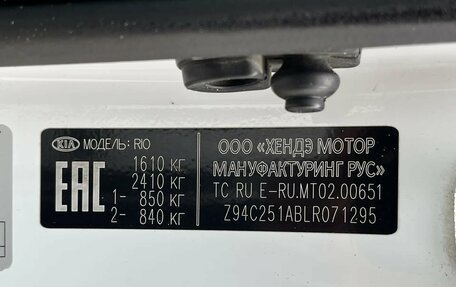 KIA МОДЕЛЬ: RIO
EAC
1610 КГ
2410 КГ
1- 850 КГ
2- 840 КГ
ООО «ХЕНДЭ МОТОР
МАНУФАКТУРИНГ РУС»
ТС RU E-RU.MT02.00651
Z94C251ABLR071295